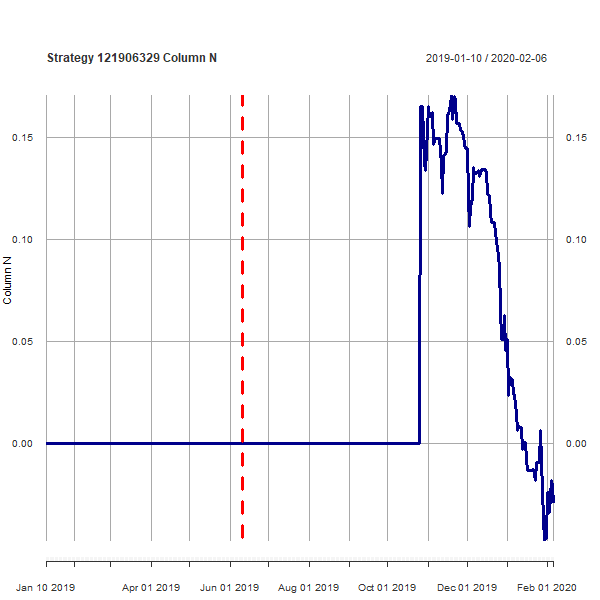 Strategy 121906329 Column N
2019-01-10 / 2020-02-06
0.15
0.15
0.10
0.10
Column N
0.05
0.05
0.00
0.00
Jan 10 2019
Apr 01 2019
Jun 01 2019
Aug 01 2019
Oct 01 2019
Dec 01 2019
Feb 01 2020